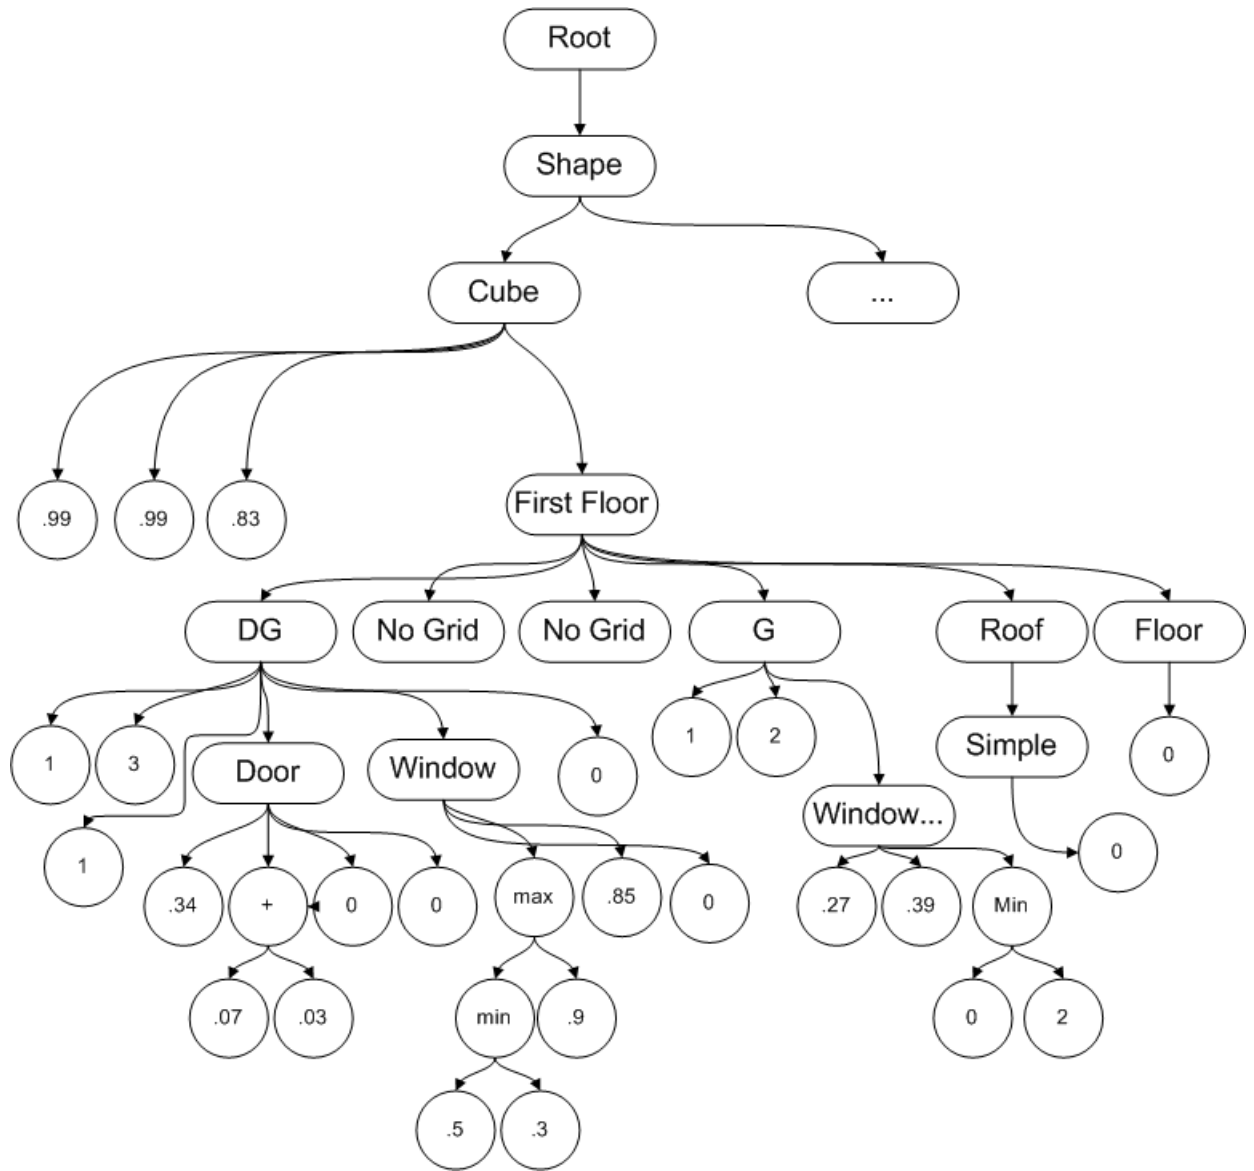 Root
Shape
Cube
...
.99
.99
.83
First Floor
DG
No Grid
No Grid
G
Roof
Floor
1
3
Door
Window
0
1
2
Simple
0
1
Window...
0
.34
+
0
0
max
.85
0
.27
.39
Min
.07
.03
min
.9
0
2
.5
.3